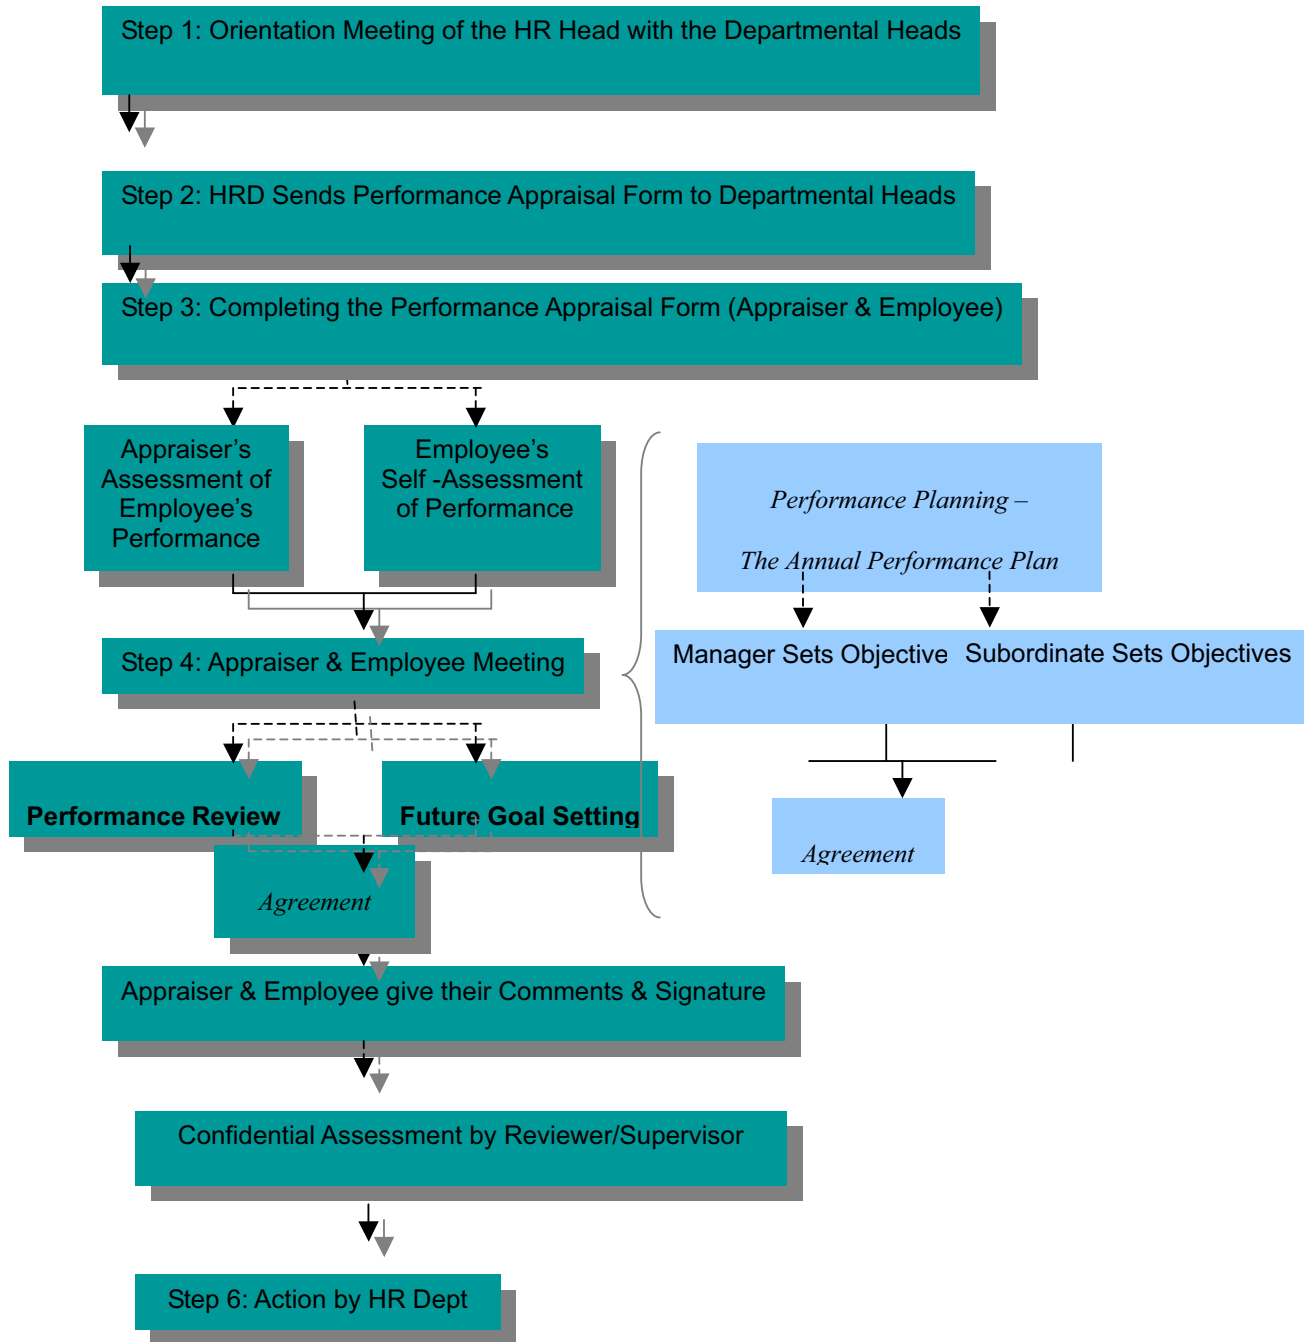 Step 1: Orientation Meeting of the HR Head with the Departmental Heads
Step 2: HRD Sends Performance Appraisal Form to Departmental Heads
Step 3: Completing the Performance Appraisal Form (Appraiser & Employee)
Appraiser’s
Assessment of
Employee’s
Performance
Employee’s
Self -Assessment
of Performance
Step 4: Appraiser & Employee Meeting
Performance Review
Future Goal Setting
Agreement
Performance Planning –
The Annual Performance Plan
Manager Sets Objective
Subordinate Sets Objectives
Agreement
Appraiser & Employee give their Comments & Signature
Confidential Assessment by Reviewer/Supervisor
Step 6: Action by HR Dept